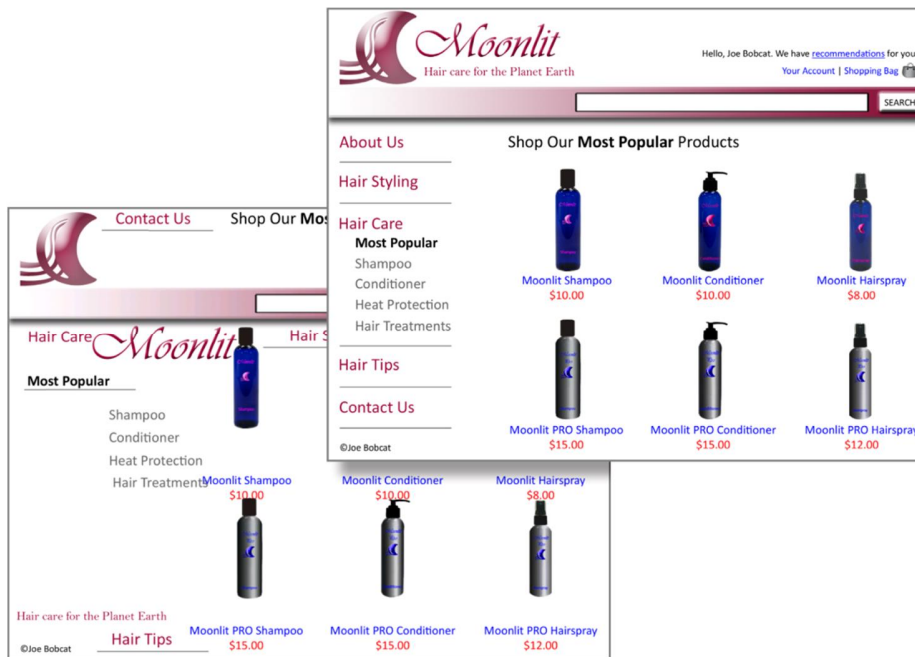 Moonlit
Hair care for the Planet Earth
Hello, Joe Bobcat. We have recommendations for you
Your Account | Shopping Bag
SEARCH
About Us
Hair Styling
Hair Care
Most Popular
Shampoo
Conditioner
Heat Protection
Hair Treatments
Hair Tips
Contact Us
©Joe Bobcat
Shop Our Most Popular Products
Moonlit Shampoo
$10.00
Moonlit Conditioner
$10.00
Moonlit Hairspray
$8.00
Moonlit PRO Shampoo
$15.00
Moonlit PRO Conditioner
$15.00
Moonlit PRO Hairspray
$12.00
Contact Us
Shop Our Mos
Hair Care
Moonlit
Hair S
Most Popular
Shampoo
Conditioner
Heat Protection
Hair Treatments
Moonlit Shampoo
$10.00
Moonlit Conditioner
$10.00
Moonlit Hairspray
$8.00
Hair care for the Planet Earth
©Joe Bobcat
Hair Tips
Moonlit PRO Shampoo
$15.00
Moonlit PRO Conditioner
$15.00
Moonlit PRO Hairspray
$12.00